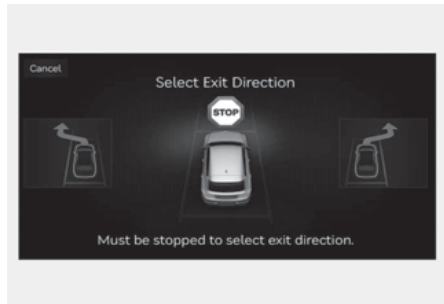 Cancel
Select Exit Direction
STOP
Must be stopped to select exit direction.